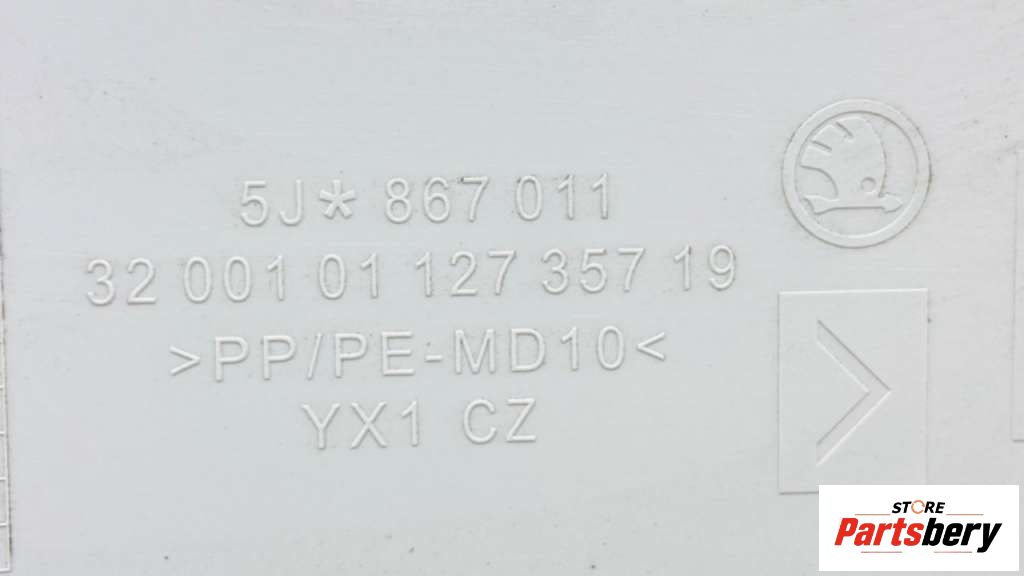 5J* 867 011
32 001 01 127 357 19
>PP/PE-MD10<
YX1 CZ
STORE
Partsbery